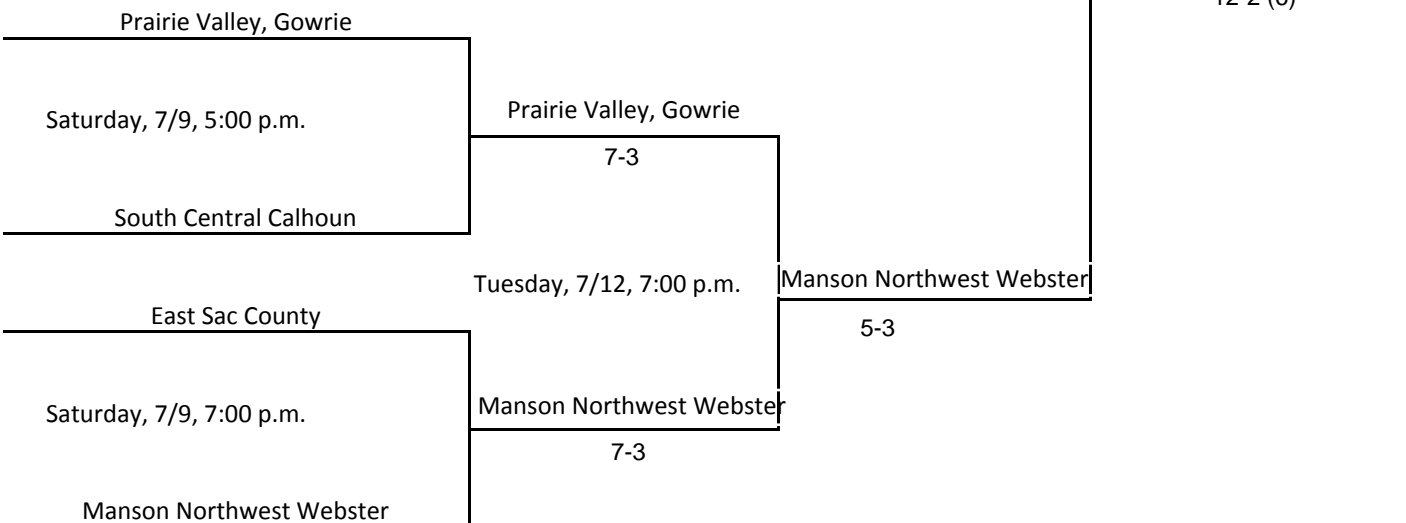 Prairie Valley, Gowrie
Saturday, 7/9, 5:00 p.m.
Prairie Valley, Gowrie
7-3
South Central Calhoun
Tuesday, 7/12, 7:00 p.m.
Manson Northwest Webster
5-3
East Sac County
Saturday, 7/9, 7:00 p.m.
Manson Northwest Webster
7-3
Manson Northwest Webster